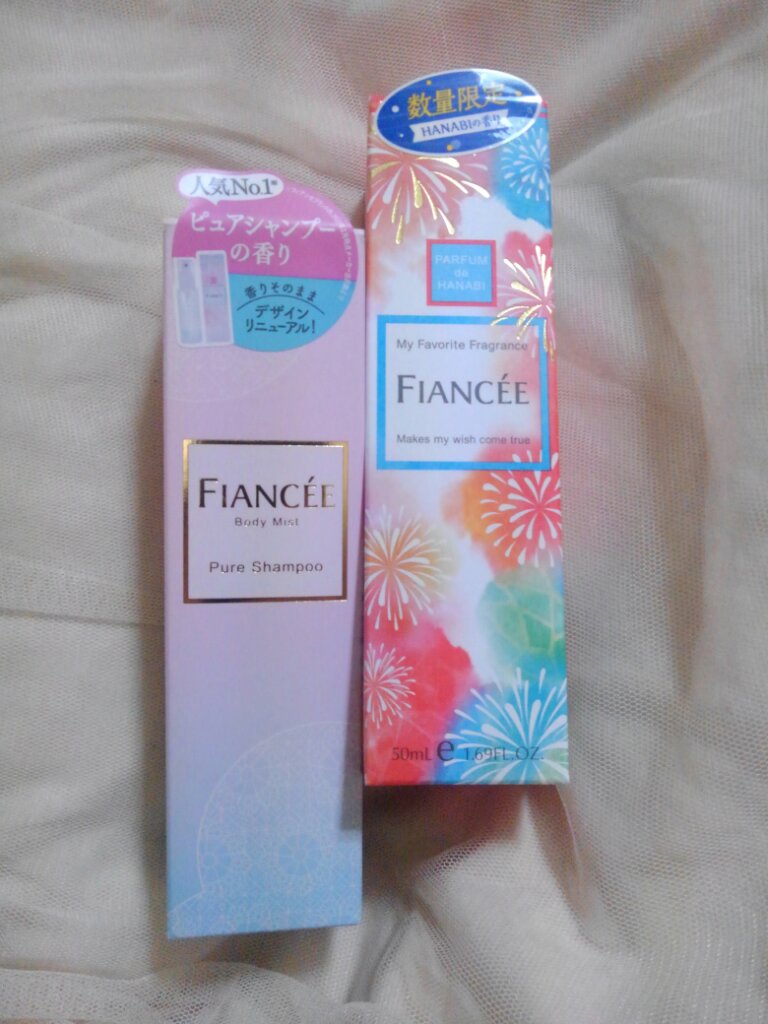 人気No.1※
ピュアシャンプー
の香り
香りそのまま
デザイン
リニューアル!
FIANCÉE
Body Mist
Pure Shampoo
数量限定
HANABIの香り
PARFUM
de
HANABI
My Favorite Fragrance
FIANCÉE
Makes my wish come true
50mL e 1.69FL.OZ.